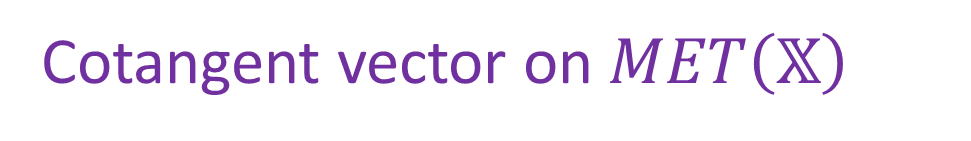 Cotangent vector on 𝑀𝐸𝑇(𝕏)